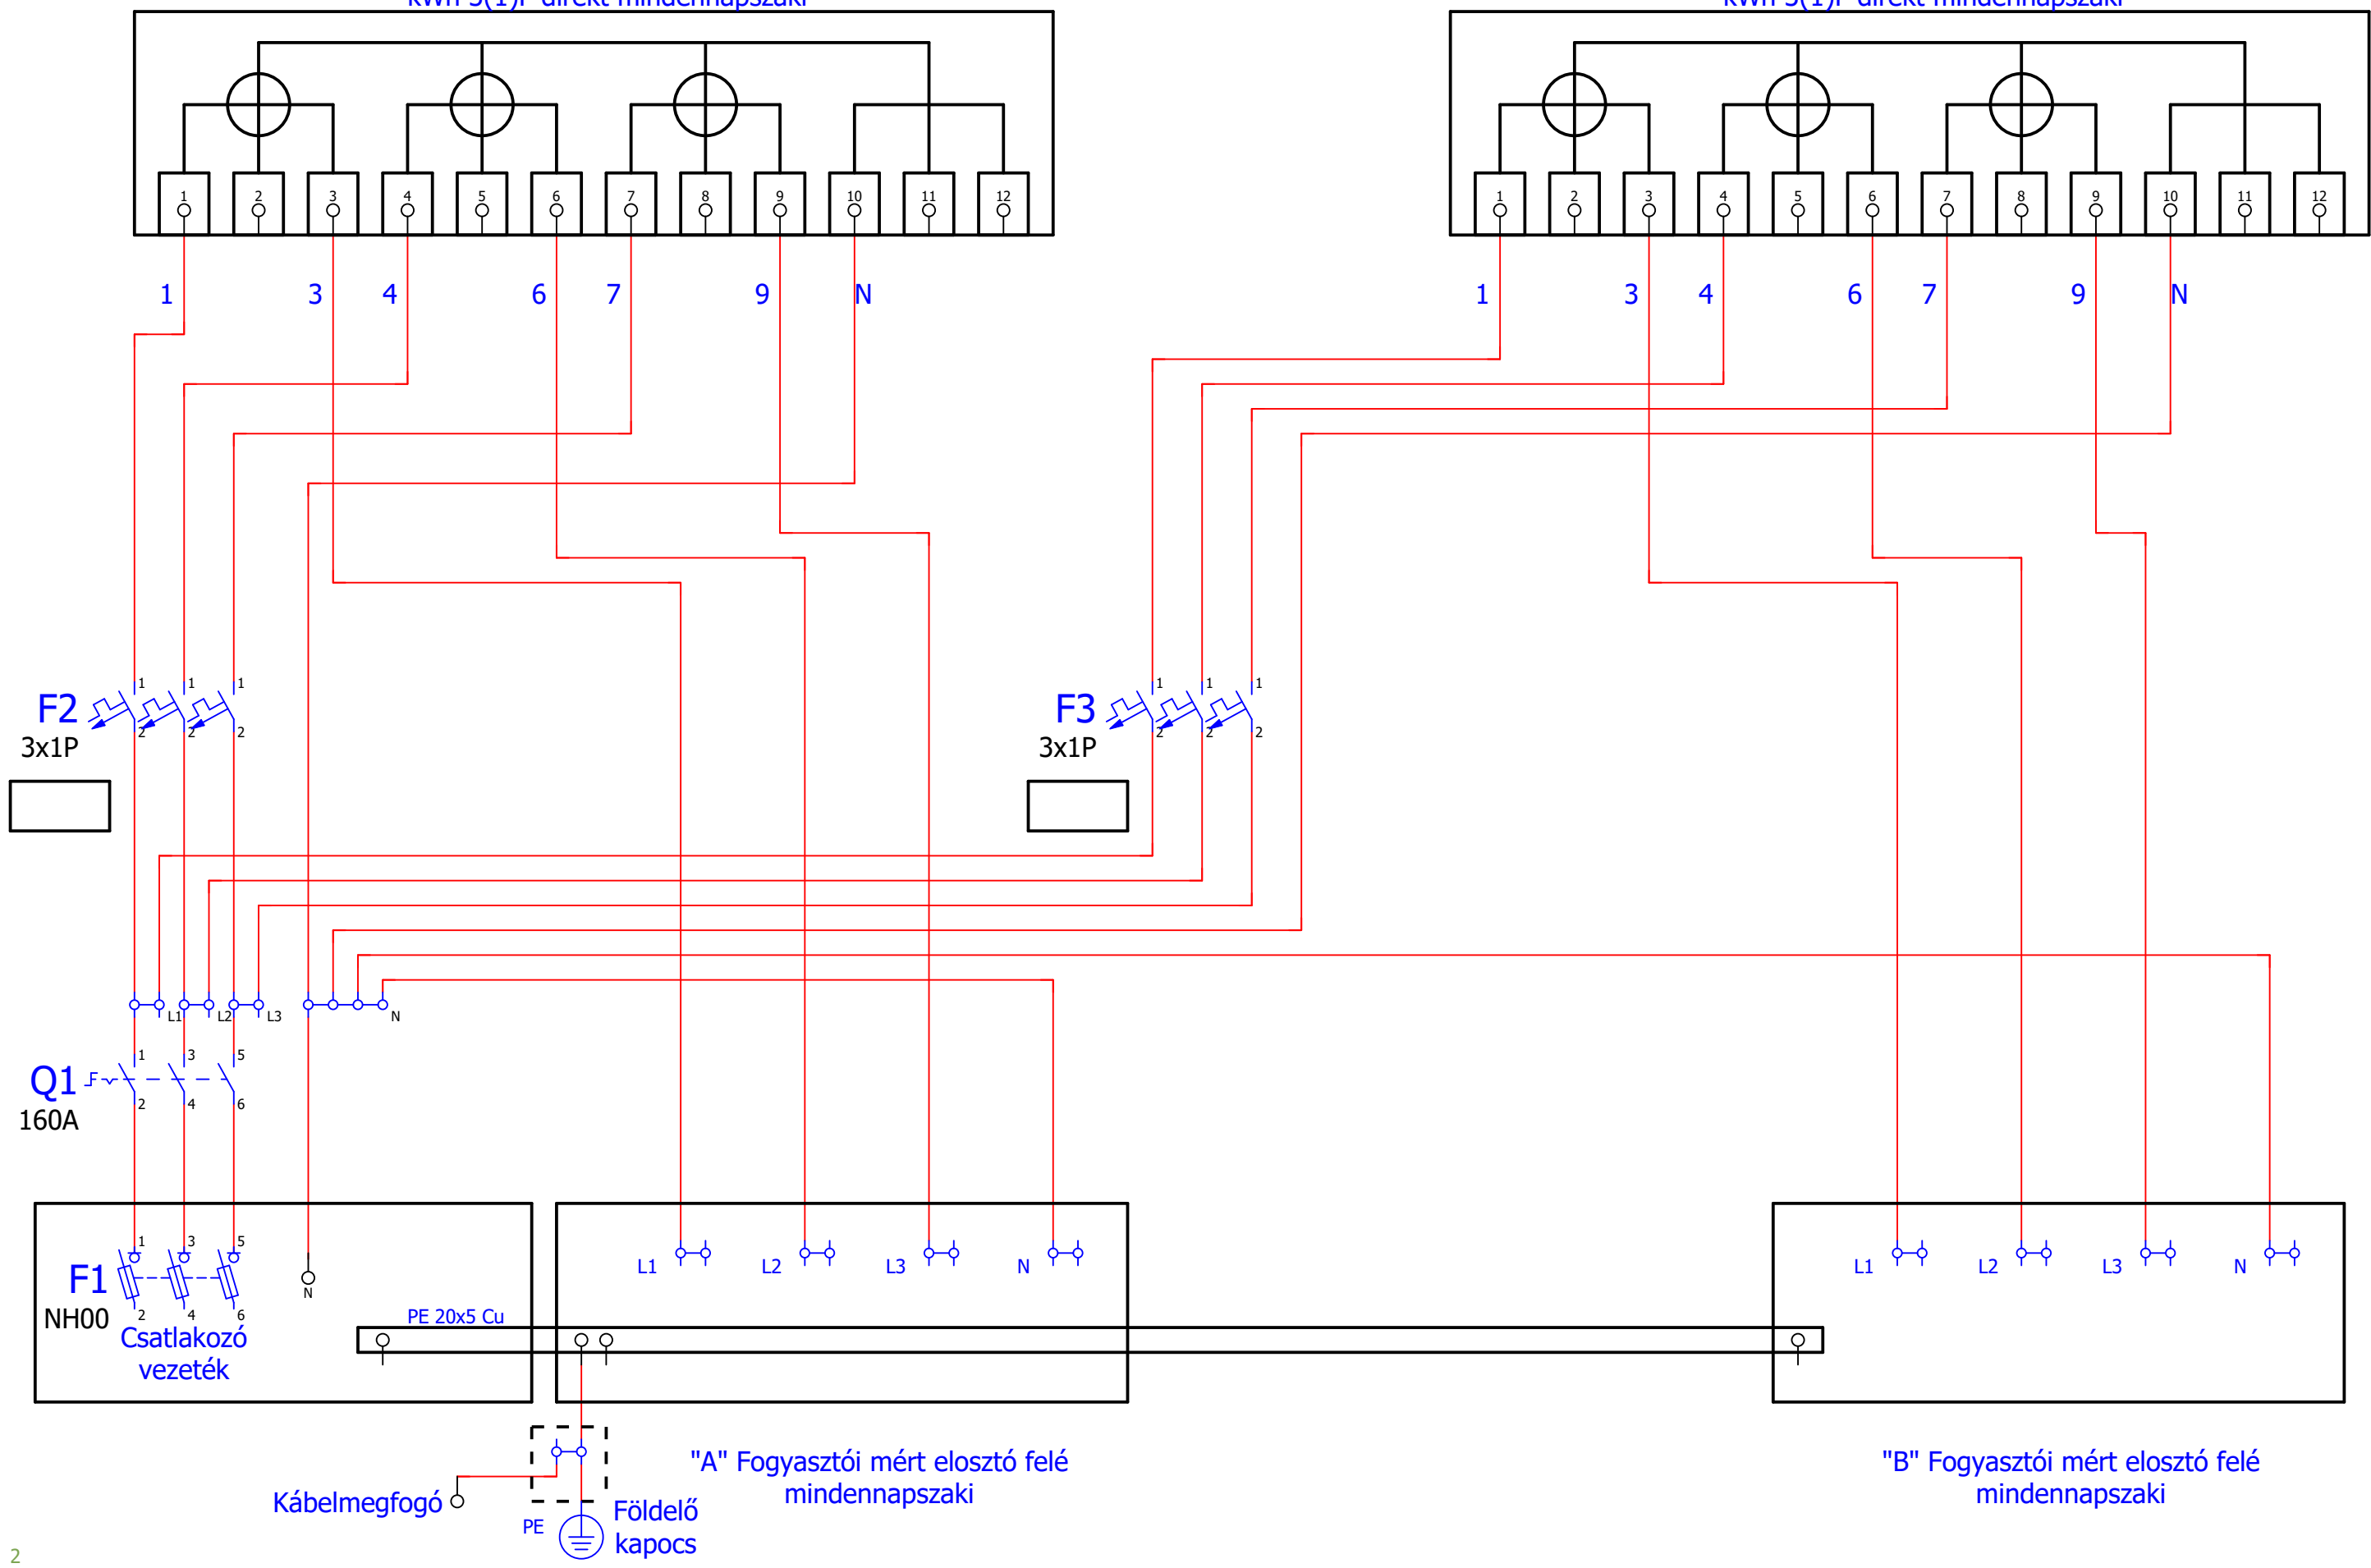 kWh 3(1)F direkt mindennapszaki
kWh 3(1)F direkt mindennapszaki
1 2 3 4 5 6 7 8 9 10 11 12
1 2 3 4 5 6 7 8 9 10 11 12
1 3 4 6 7 9 N
1 3 4 6 7 9 N
1 1 1
F2
3x1P
2 2 2
1 1 1
F3
3x1P
2 2 2
L1 L2 L3 N
1 3 5
Q1
160A
2 4 6
1 3 5
F1
NH00
2 4 6
N
Csatlakozó
vezeték
PE 20x5 Cu
L1 L2 L3 N
L1 L2 L3 N
"A" Fogyasztói mért elosztó felé
mindennapszaki
"B" Fogyasztói mért elosztó felé
mindennapszaki
Kábelmegfogó
PE
Földelő
kapocs
2